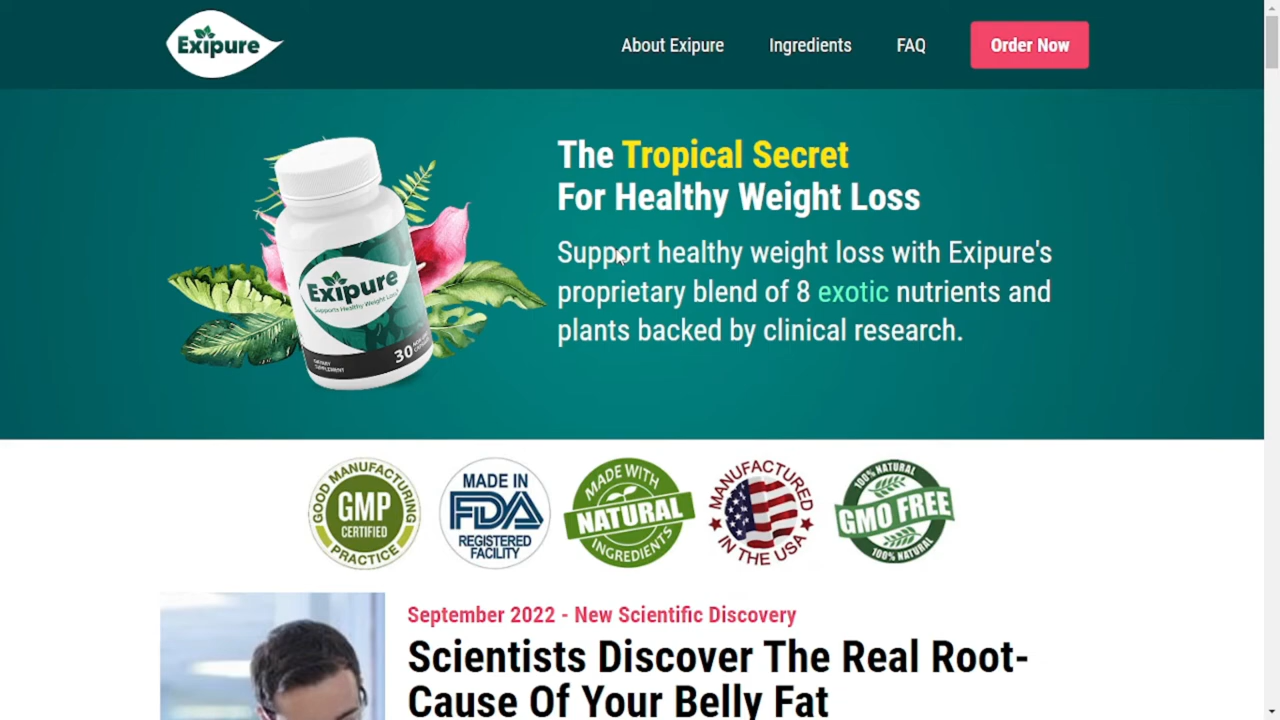 Exipure
About Exipure
Ingredients
FAQ
Order Now
The Tropical Secret
For Healthy Weight Loss
Support healthy weight loss with Exipure's
proprietary blend of 8 exotic nutrients and
plants backed by clinical research.
Exipure
Supports Healthy Weight Loss
DIETARY
SUPPLEMENT
30
GOOD MANUFACTURING
GMP
CERTIFIED
PRACTICE
MADE IN
FDA
REGISTERED
FACILITY
MADE WITH
NATURAL
INGREDIENTS
MANUFACTURED
IN THE USA
100% NATURAL
GMO FREE
100% NATURAL
September 2022 - New Scientific Discovery
Scientists Discover The Real Root-
Cause Of Your Belly Fat